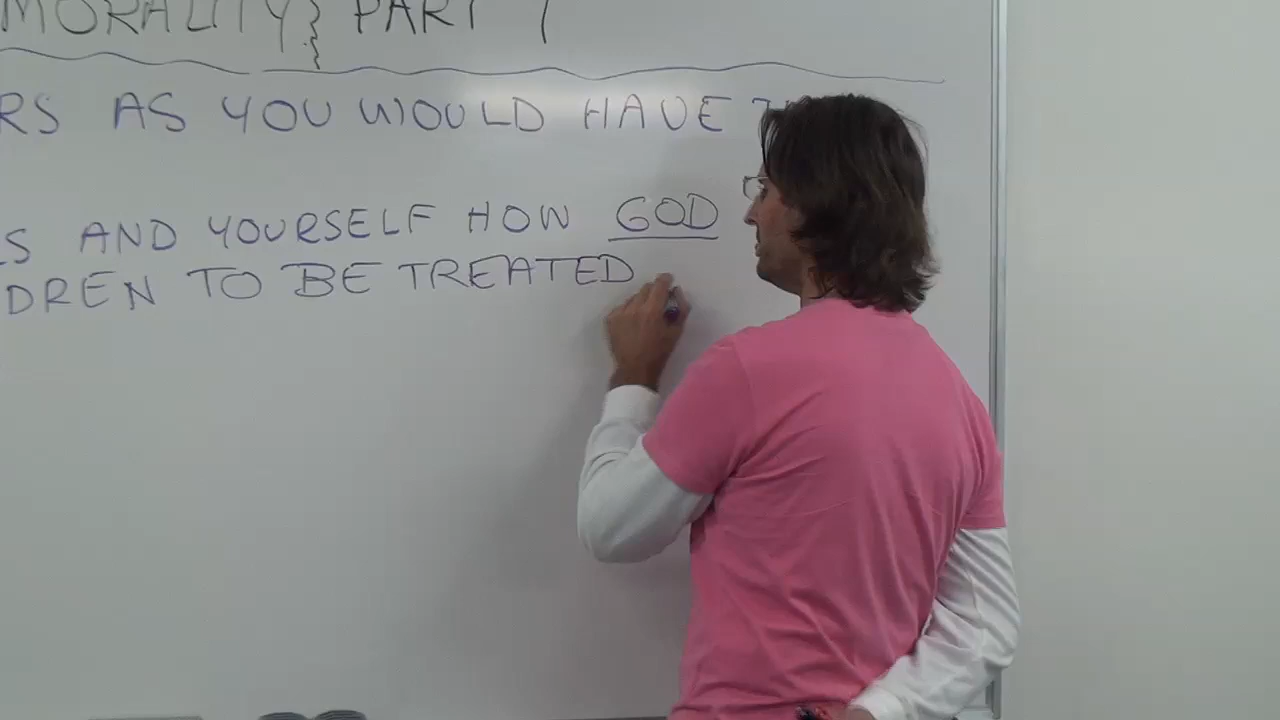 MORALITY} PART
RS AS YOU WOULD HAVE
S AND YOURSELF HOW GOD
DREN TO BE TREATED